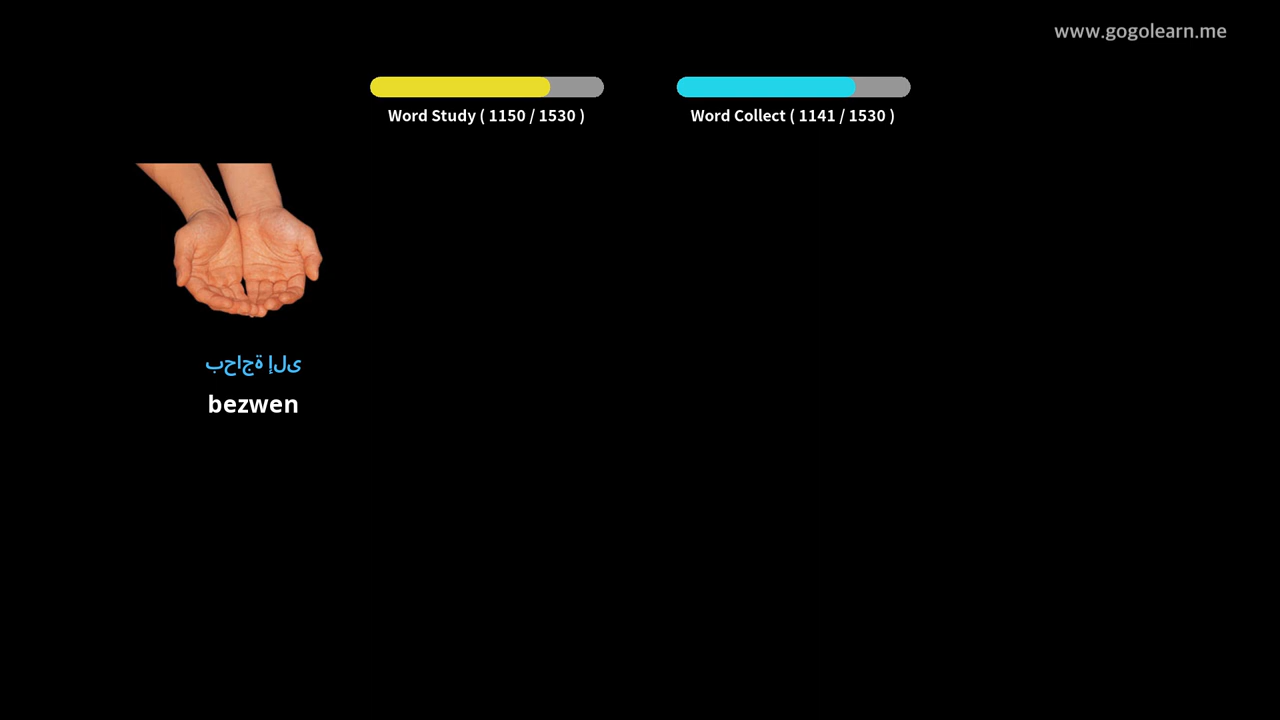 www.gogolearn.me
Word Study ( 1150 / 1530 )
Word Collect ( 1141 / 1530 )
بحاجة إلى
bezwen